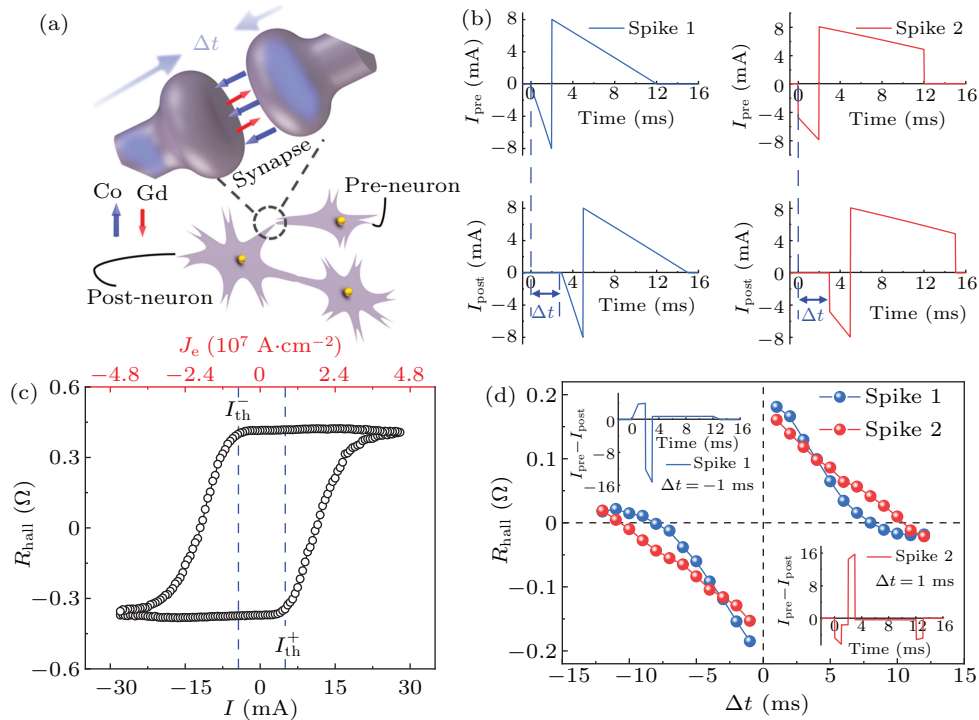 (a)
Δt
Synapse
Co Gd
Pre-neuron
Post-neuron
(b)
8
4
0
−4
−8
I_pre (mA)
Spike 1
4 8 12 16
Time (ms)
8
4
0
−4
−8
I_pre (mA)
Spike 2
0 4 8 12 16
Time (ms)
8
4
0
−8
I_post (mA)
0 4 8 12 16
Time (ms)
Δt
8
4
0
−8
I_post (mA)
0 4 8 12 16
Time (ms)
Δt
(c)
J_e (10⁷ A·cm⁻²)
−4.8 −2.4 0 2.4 4.8
0.6
0.3
0
−0.3
−0.6
R_hall (Ω)
I_th^−
I_th^+
−30 −15 0 15 30
I (mA)
(d)
0.2
0.1
0
−0.1
−0.2
R_hall (Ω)
Spike 1
Spike 2
I_pre−I_post
0
−16
4 8 12 16
Time (ms)
Spike 1
Δt = −1 ms
I_pre−I_post
16
8
0
Spike 2
Δt = 1 ms
0 4 8 12 16
Time (ms)
−15 −10 −5 0 5 10 15
Δt (ms)